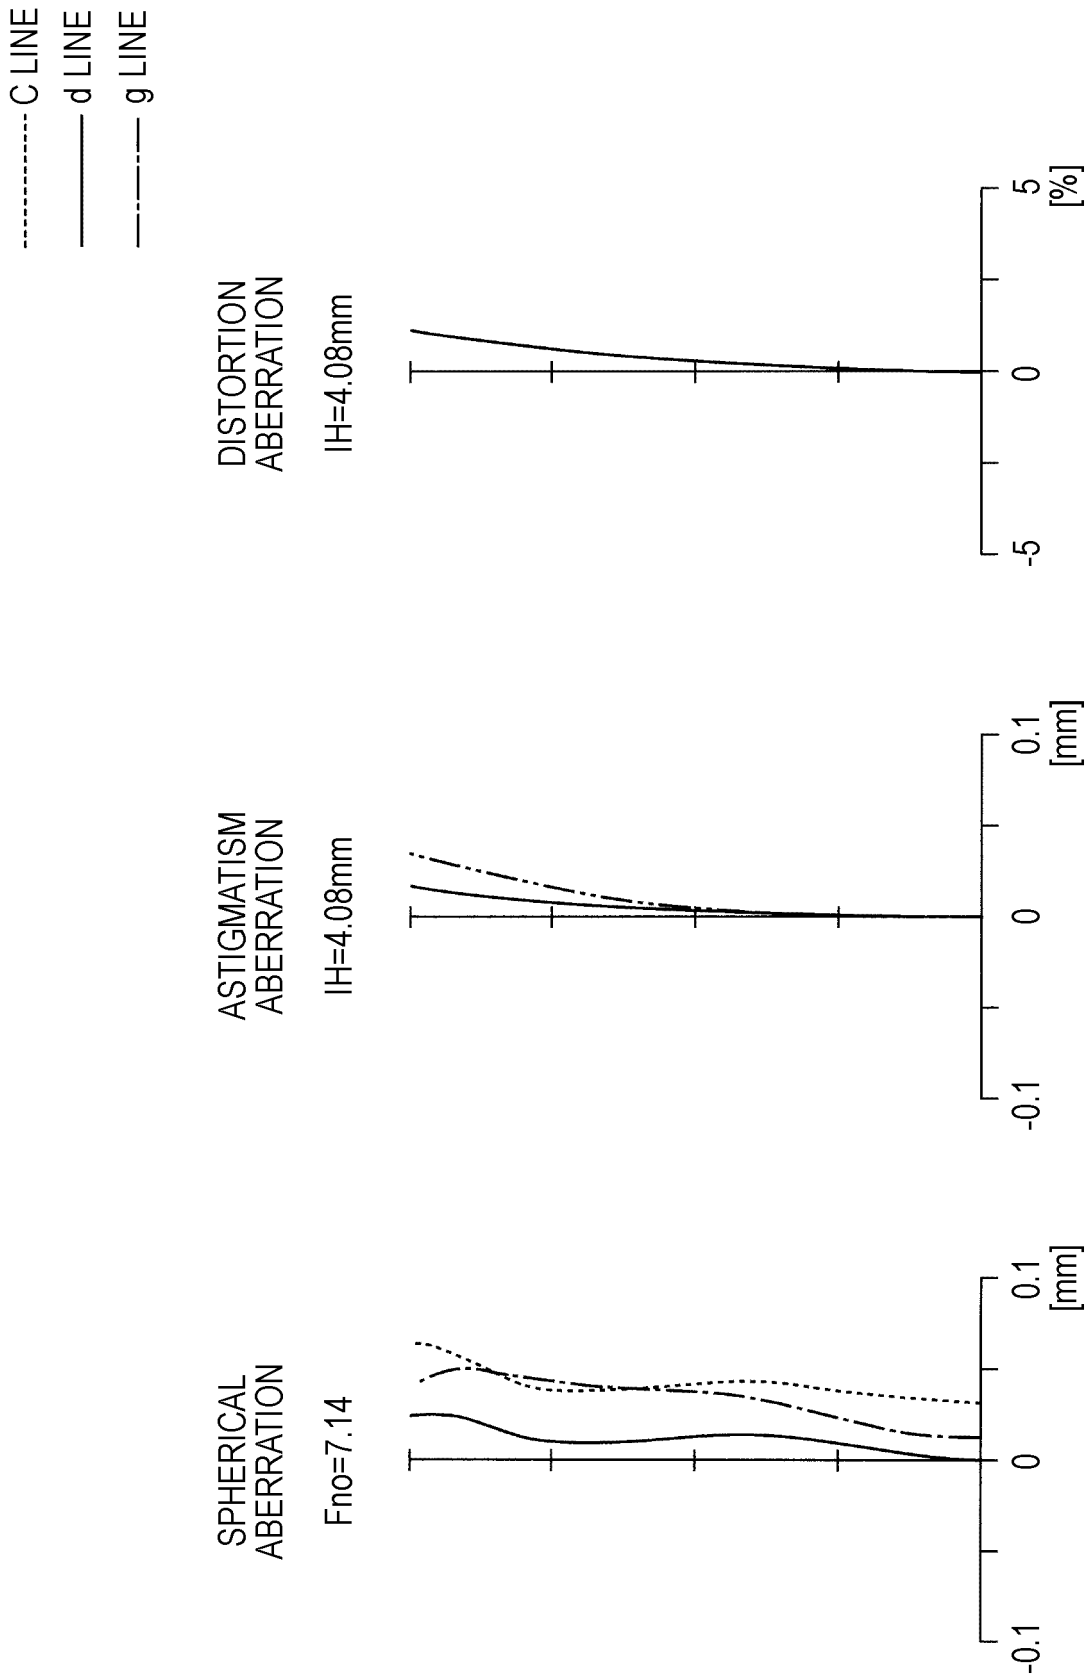 C LINE
d LINE
g LINE
SPHERICAL
ABERRATION
Fno=7.14
-0.1
0
0.1
[mm]
ASTIGMATISM
ABERRATION
IH=4.08mm
-0.1
0
0.1
[mm]
DISTORTION
ABERRATION
IH=4.08mm
-5
0
5
[%]